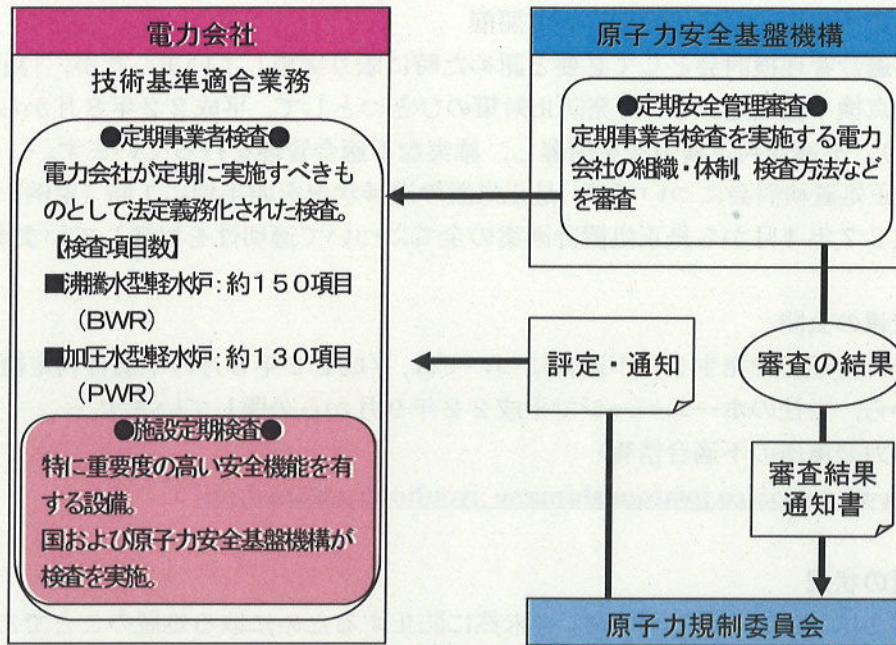 電力会社
技術基準適合業務
●定期事業者検査●
電力会社が定期に実施すべきも
のとして法定義務化された検査。
【検査項目数】
■沸騰水型軽水炉：約１５０項目
（BWR）
■加圧水型軽水炉：約１３０項目
（PWR）
●施設定期検査●
特に重要度の高い安全機能を有
する設備。
国および原子力安全基盤機構が
検査を実施。
原子力安全基盤機構
●定期安全管理審査●
定期事業者検査を実施する電力
会社の組織・体制，検査方法など
を審査
評定・通知
審査の結果
審査結果
通知書
原子力規制委員会